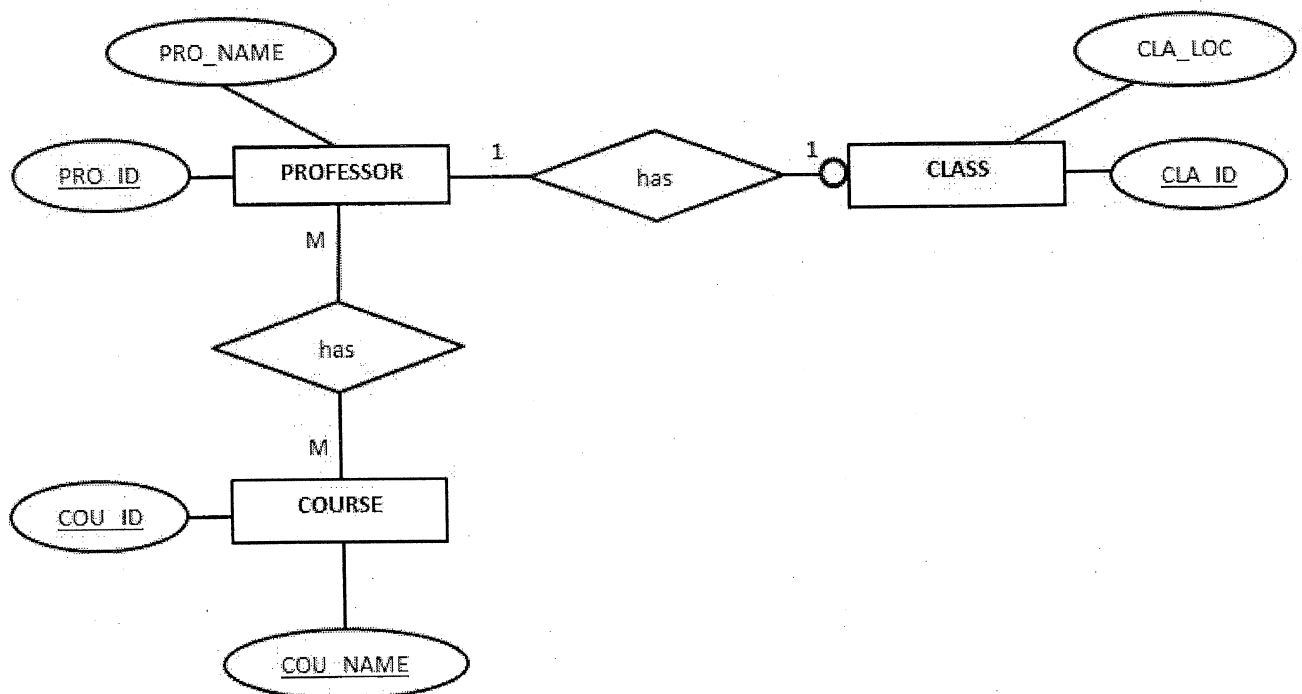 PRO_NAME
CLA_LOC
PRO_ID
PROFESSOR
1
has
1
CLASS
CLA_ID
M
has
M
COU_ID
COURSE
COU_NAME